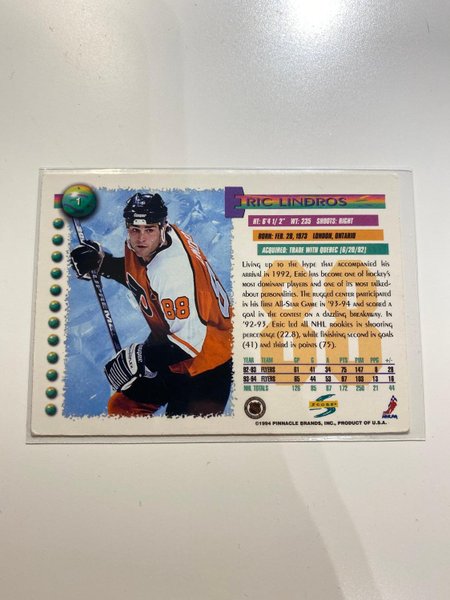 1
ERIC LINDROS
HT: 6'4 1/2" WT: 235 SHOOTS: RIGHT
BORN: FEB. 28, 1973 LONDON, ONTARIO
ACQUIRED: TRADE WITH QUEBEC (6/20/92)
Living up to the hype that accompanied his
arrival in 1992, Eric has become one of hockey's
most dominant players and one of its most talked-
about personalities. The rugged center participated
in his first All-Star Game in '93-94 and scored a
goal in the contest on a dazzling breakaway. In
'92-93, Eric led all NHL rookies in shooting
percentage (22.8), while finishing second in goals
(41) and third in points (75).
YEAR TEAM GP G A PTS PIM PPG +/-
92-93 FLYERS 61 41 34 75 147 8 28
93-94 FLYERS 65 44 53 97 103 13 16
NHL TOTALS 126 85 87 172 250 21 44
SCORE
NHLPA
©1994 PINNACLE BRANDS, INC., PRODUCT OF U.S.A.
Cooper
88